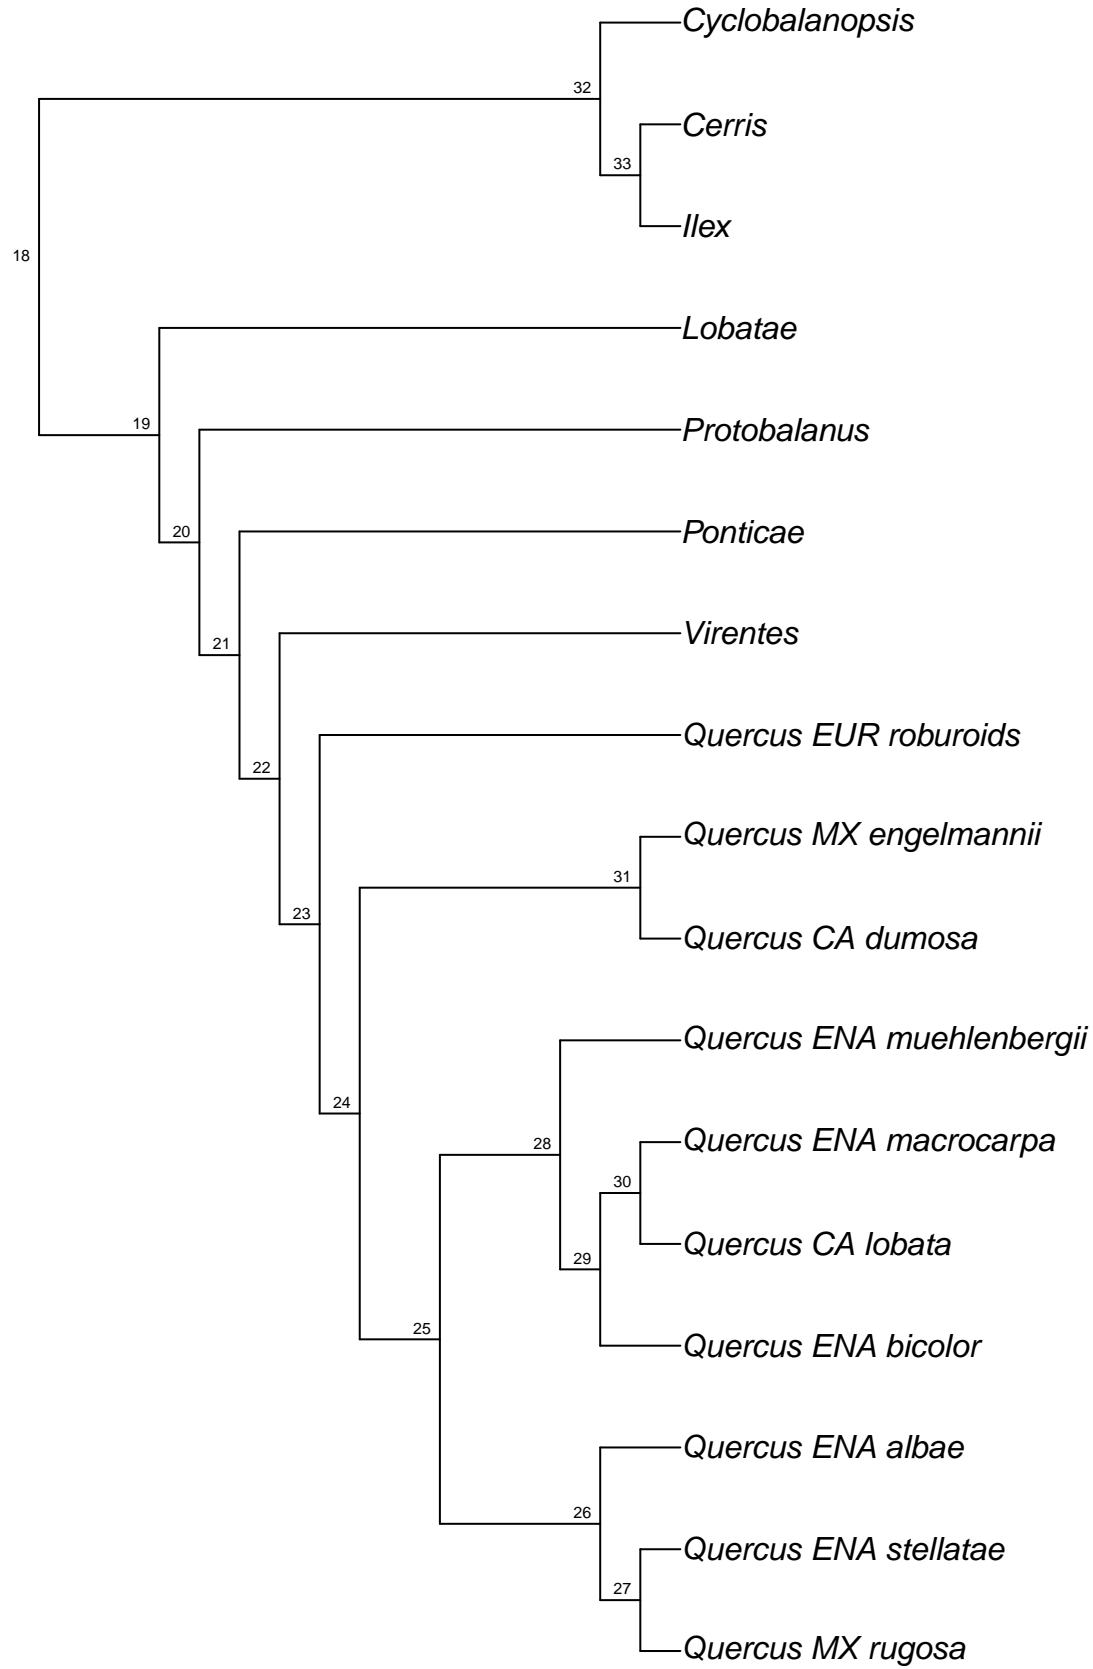 Cyclobalanopsis
32
Cerris
33
Ilex
18
Lobatae
19
Protobalanus
20
Ponticae
21
Virentes
22
Quercus EUR roburoids
Quercus MX engelmannii
31
23
Quercus CA dumosa
Quercus ENA muehlenbergii
24
28
Quercus ENA macrocarpa
30
Quercus CA lobata
29
25
Quercus ENA bicolor
Quercus ENA albae
26
Quercus ENA stellatae
27
Quercus MX rugosa